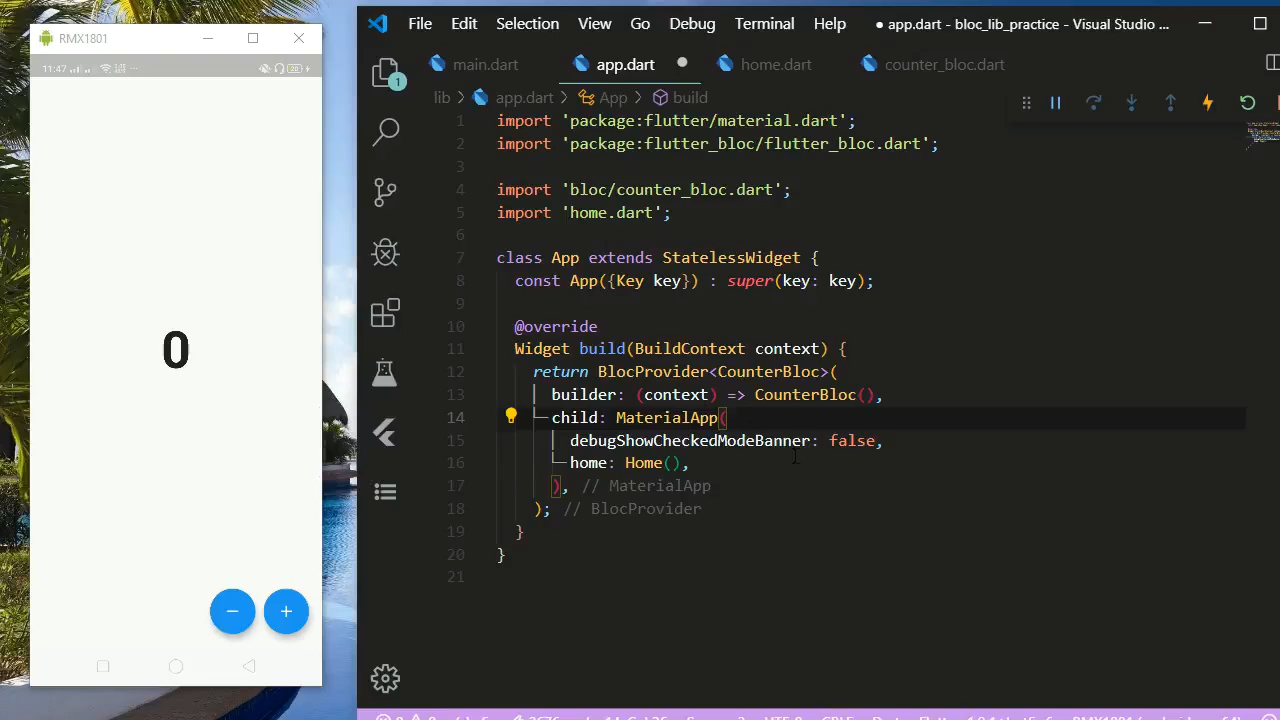 RMX1801
11:47
0
−
+
File Edit Selection View Go Debug Terminal Help
● app.dart - bloc_lib_practice - Visual Studio ...
1
main.dart
app.dart
home.dart
counter_bloc.dart
lib > app.dart > App > build
1 import 'package:flutter/material.dart';
2 import 'package:flutter_bloc/flutter_bloc.dart';
3
4 import 'bloc/counter_bloc.dart';
5 import 'home.dart';
6
7 class App extends StatelessWidget {
8 const App({Key key}) : super(key: key);
9
10 @override
11 Widget build(BuildContext context) {
12 return BlocProvider<CounterBloc>(
13 builder: (context) => CounterBloc(),
14 child: MaterialApp(
15 debugShowCheckedModeBanner: false,
16 home: Home(),
17 ), // MaterialApp
18 ); // BlocProvider
19 }
20 }
21